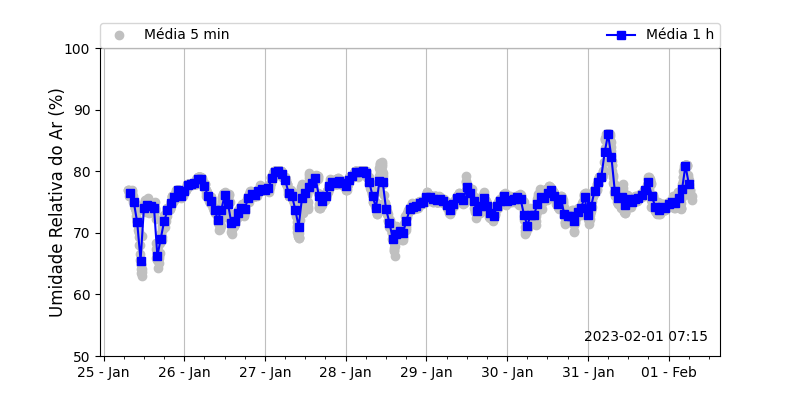 Média 5 min
Média 1 h
Umidade Relativa do Ar (%)
100
90
80
70
60
50
2023-02-01 07:15
25 - Jan
26 - Jan
27 - Jan
28 - Jan
29 - Jan
30 - Jan
31 - Jan
01 - Feb